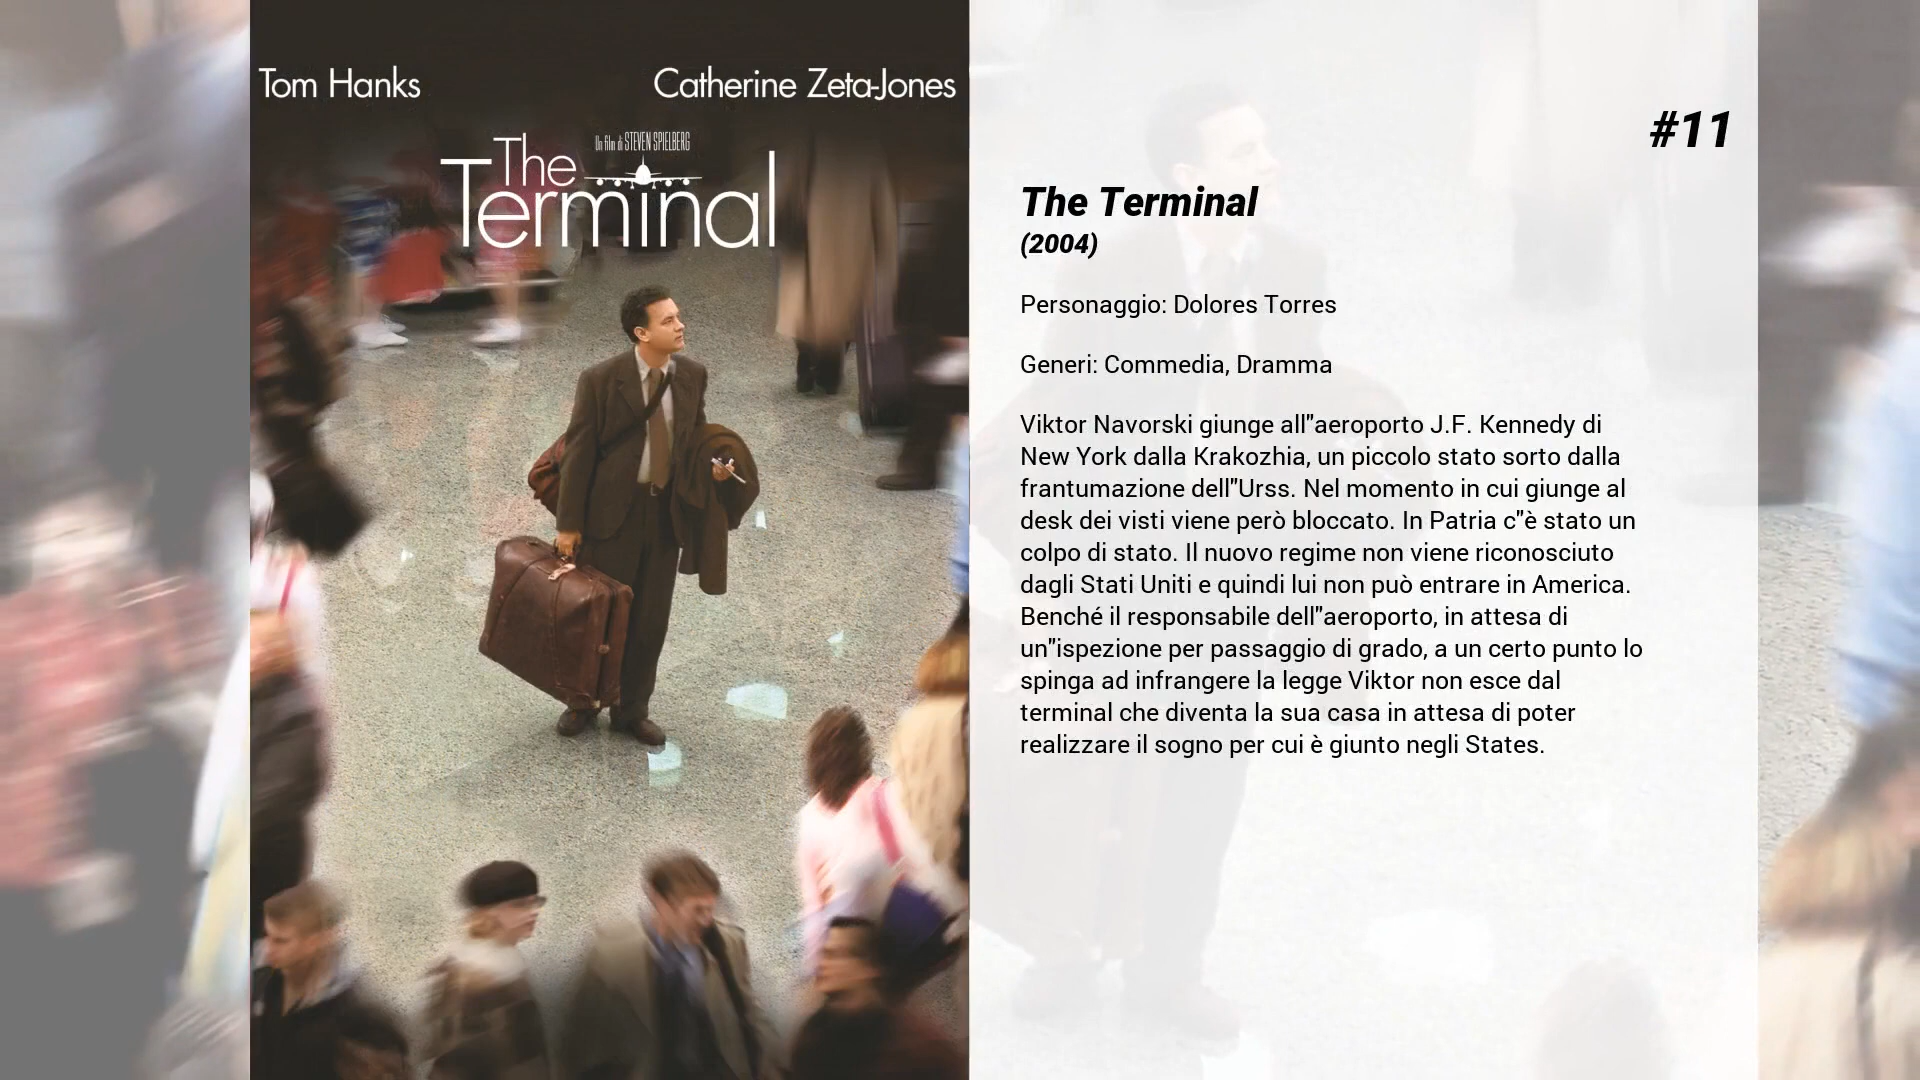 Tom Hanks
Catherine Zeta-Jones
Un film di STEVEN SPIELBERG
The
Terminal
#11
The Terminal
(2004)
Personaggio: Dolores Torres
Generi: Commedia, Dramma
Viktor Navorski giunge all"aeroporto J.F. Kennedy di
New York dalla Krakozhia, un piccolo stato sorto dalla
frantumazione dell"Urss. Nel momento in cui giunge al
desk dei visti viene però bloccato. In Patria c"è stato un
colpo di stato. Il nuovo regime non viene riconosciuto
dagli Stati Uniti e quindi lui non può entrare in America.
Benché il responsabile dell"aeroporto, in attesa di
un"ispezione per passaggio di grado, a un certo punto lo
spinga ad infrangere la legge Viktor non esce dal
terminal che diventa la sua casa in attesa di poter
realizzare il sogno per cui è giunto negli States.